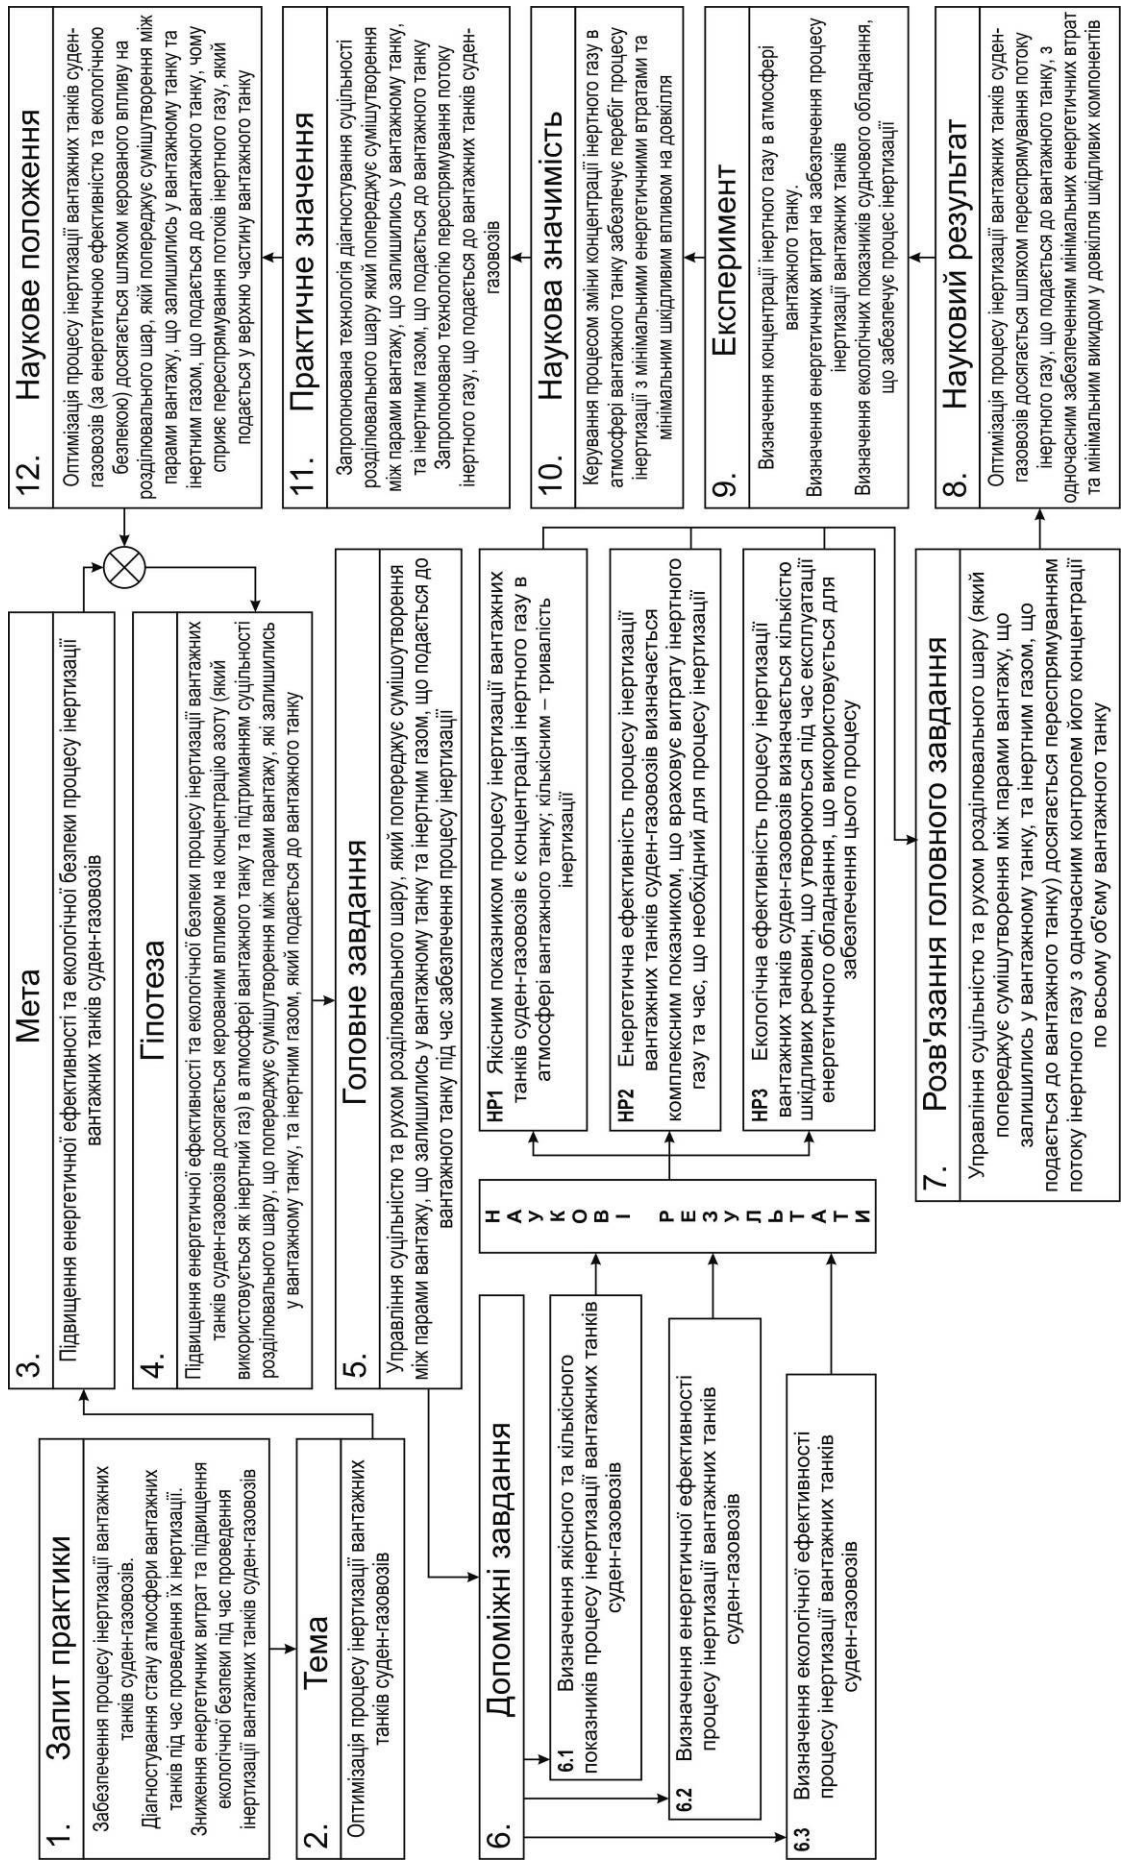 1. Запит практики
Забезпечення процесу інертизації вантажних
танків суден-газовозів.
Діагностування стану атмосфери вантажних
танків під час проведення їх інертизації.
Зниження енергетичних витрат та підвищення
екологічної безпеки під час проведення
інертизації вантажних танків суден-газовозів
2. Тема
Оптимізація процесу інертизації вантажних
танків суден-газовозів
3. Мета
Підвищення енергетичної ефективності та екологічної безпеки процесу інертизації
вантажних танків суден-газовозів
4. Гіпотеза
Підвищення енергетичної ефективності та екологічної безпеки процесу інертизації вантажних
танків суден-газовозів досягається керованим впливом на концентрацію азоту (який
використовується як інертний газ) в атмосфері вантажного танку та підтриманням суцільності
розділювального шару, що попереджує сумішутворення між парами вантажу, які залишились
у вантажному танку, та інертним газом, який подається до вантажного танку
5. Головне завдання
Управління суцільністю та рухом розділювального шару, який попереджує сумішоутворення
між парами вантажу, що залишились у вантажному танку та інертним газом, що подається до
вантажного танку під час забезпечення процесу інертизації
6. Допоміжні завдання
6.1 Визначення якісного та кількісного
показників процесу інертизації вантажних танків
суден-газовозів
6.2 Визначення енергетичної ефективності
процесу інертизації вантажних танків
суден-газовозів
6.3 Визначення екологічної ефективності
процесу інертизації вантажних танків
суден-газовозів
НАУКОВІ РЕЗУЛЬТАТИ
НР1 Якісним показником процесу інертизації вантажних
танків суден-газовозів є концентрація інертного газу в
атмосфері вантажного танку; кількісним – тривалість
інертизації
НР2 Енергетична ефективність процесу інертизації
вантажних танків суден-газовозів визначається
комплексним показником, що враховує витрату інертного
газу та час, що необхідний для процесу інертизації
НР3 Екологічна ефективність процесу інертизації
вантажних танків суден-газовозів визначається кількістю
шкідливих речовин, що утворюються під час експлуатації
енергетичного обладнання, що використовується для
забезпечення цього процесу
7. Розв'язання головного завдання
Управління суцільністю та рухом розділювального шару (який
попереджує сумішутворення між парами вантажу, що
залишились у вантажному танку, та інертним газом, що
подається до вантажного танку) досягається переспрямуванням
потоку інертного газу з одночасним контролем його концентрації
по всьому об'єму вантажного танку
8. Науковий результат
Оптимізація процесу інертизації вантажних танків суден-
газовозів досягається шляхом переспрямування потоку
інертного газу, що подається до вантажного танку, з
одночасним забезпеченням мінімальних енергетичних втрат
та мінімальним викидом у довкілля шкідливих компонентів
9. Експеримент
Визначення концентрації інертного газу в атмосфері
вантажного танку.
Визначення енергетичних витрат на забезпечення процесу
інертизації вантажних танків
Визначення екологічних показників суднового обладнання,
що забезпечує процес інертизації
10. Наукова значимість
Керування процесом зміни концентрації інертного газу в
атмосфері вантажного танку забезпечує перебіг процесу
інертизації з мінімальними енергетичними втратами та
мінімальним шкідливим впливом на довкілля
11. Практичне значення
Запропонована технологія діагностування суцільності
розділювального шару який попереджує сумішутворення
між парами вантажу, що залишились у вантажному танку,
та інертним газом, що подається до вантажного танку
Запропоновано технологію переспрямування потоку
інертного газу, що подається до вантажних танків суден-
газовозів
12. Наукове положення
Оптимізація процесу інертизації вантажних танків суден-
газовозів (за енергетичною ефективністю та екологічною
безпекою) досягається шляхом керованого впливу на
розділювального шар, якій попереджує сумішутворення між
парами вантажу, що залишились у вантажному танку та
інертним газом, що подається до вантажного танку, чому
сприяє переспрямування потоків інертного газу, який
подається у верхню частину вантажного танку